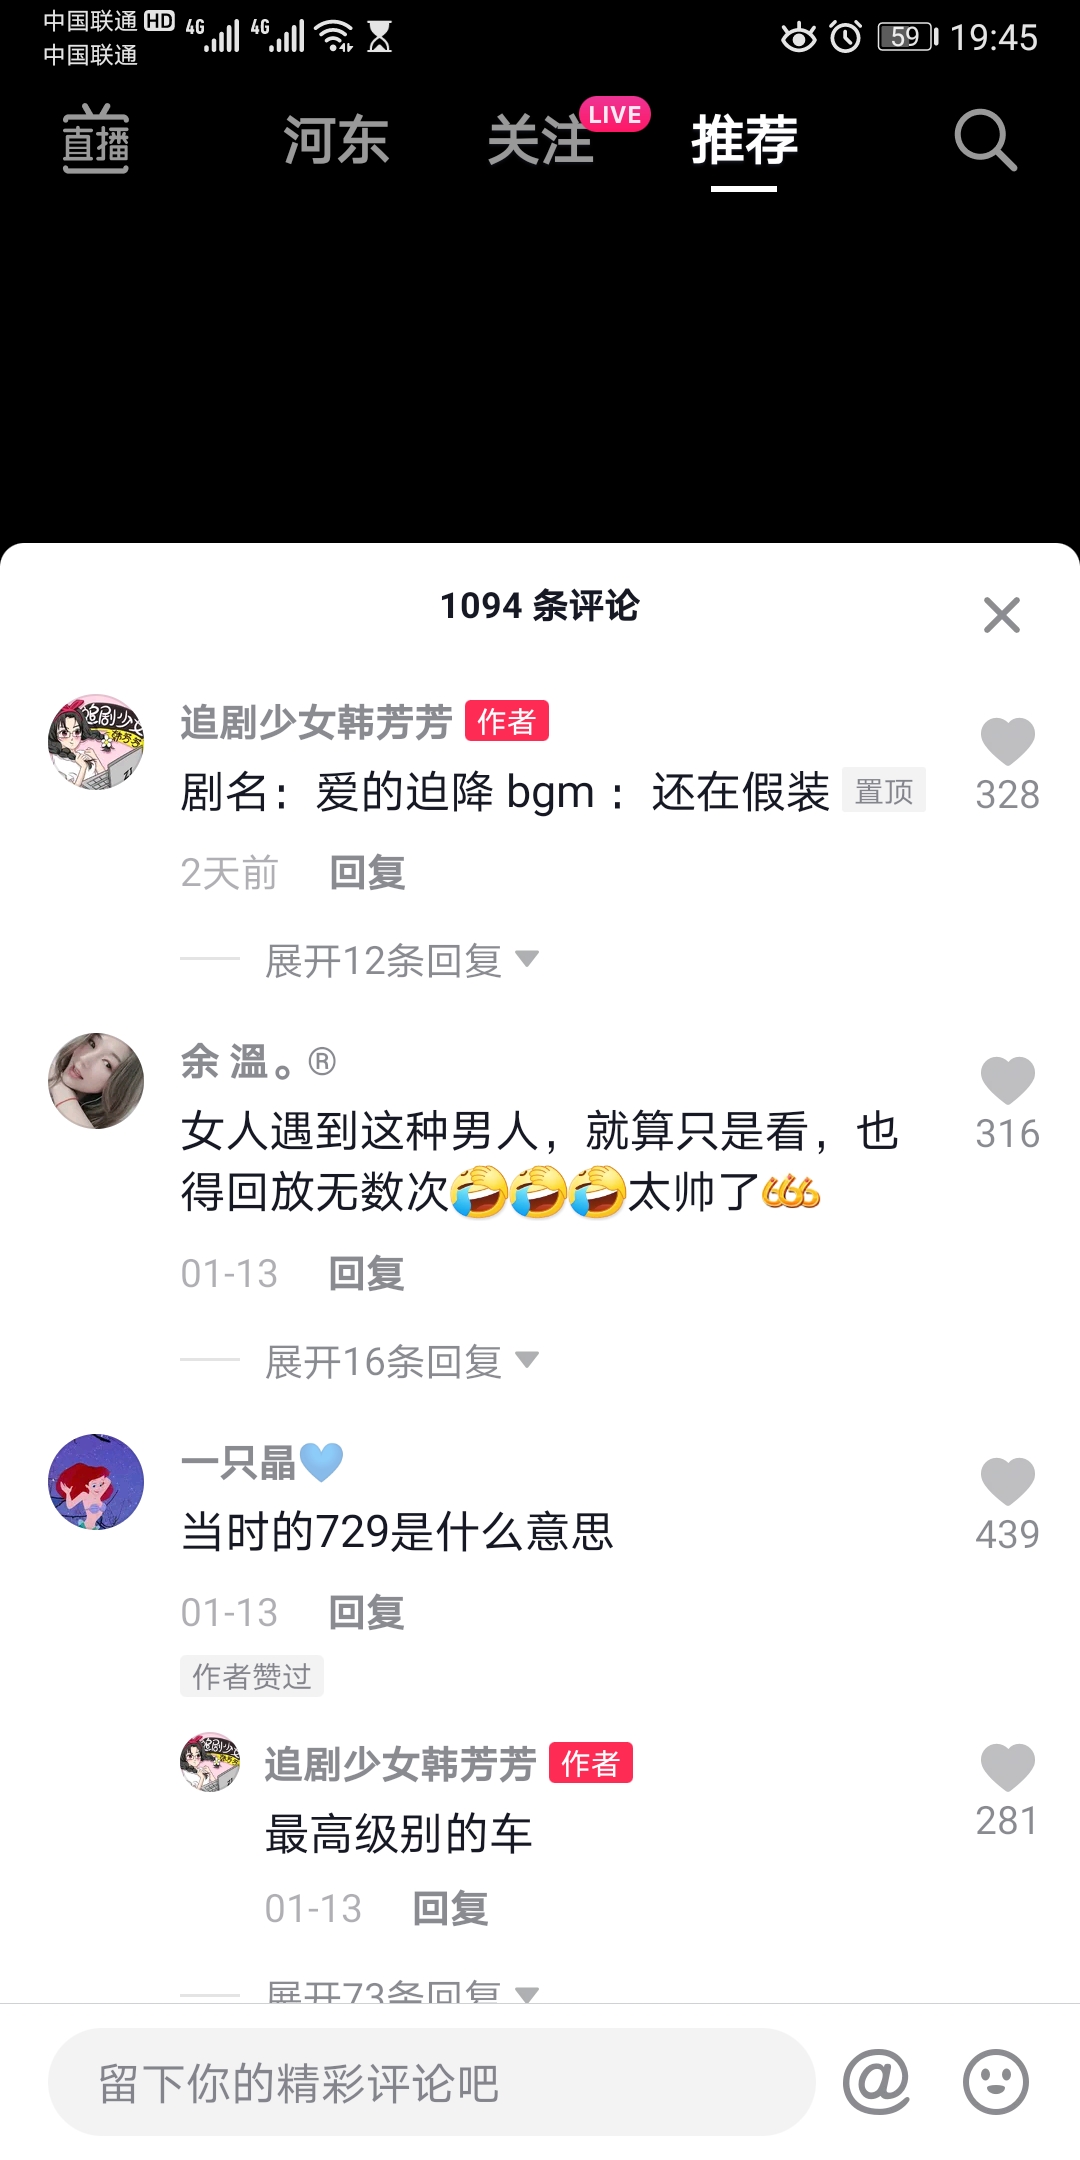 中国联通 HD 4G 4G 59 19:45
中国联通
直播 河东 关注 LIVE 推荐
1094 条评论
追剧少女韩芳芳 作者
剧名：爱的迫降 bgm：还在假装 置顶
328
2天前 回复
展开12条回复
余 溫。®
女人遇到这种男人，就算只是看，也
得回放无数次🤣🤣🤣太帅了666
316
01-13 回复
展开16条回复
一只晶💙
当时的729是什么意思
439
01-13 回复
作者赞过
追剧少女韩芳芳 作者
最高级别的车
281
01-13 回复
展开73条回复
留下你的精彩评论吧 @